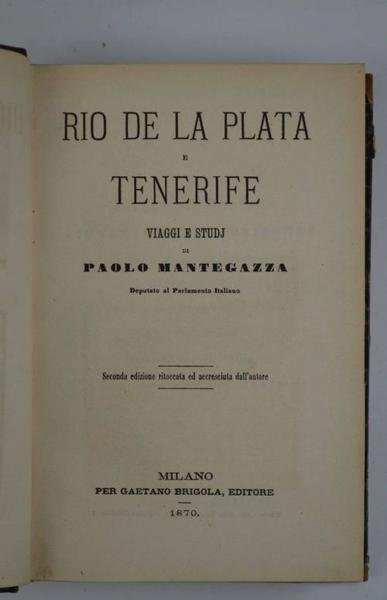 RIO DE LA PLATA
E
TENERIFE
VIAGGI E STUDJ
DI
PAOLO MANTEGAZZA
Deputato al Parlamento Italiano
Seconda edizione ritoccata ed accresciuta dall'autore
MILANO
PER GAETANO BRIGOLA, EDITORE
1870.